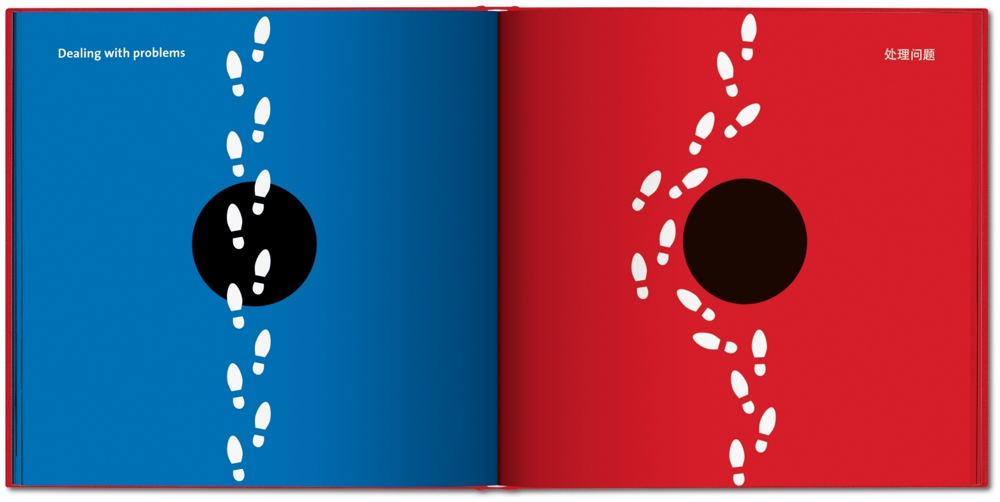 Dealing with problems
处理问题